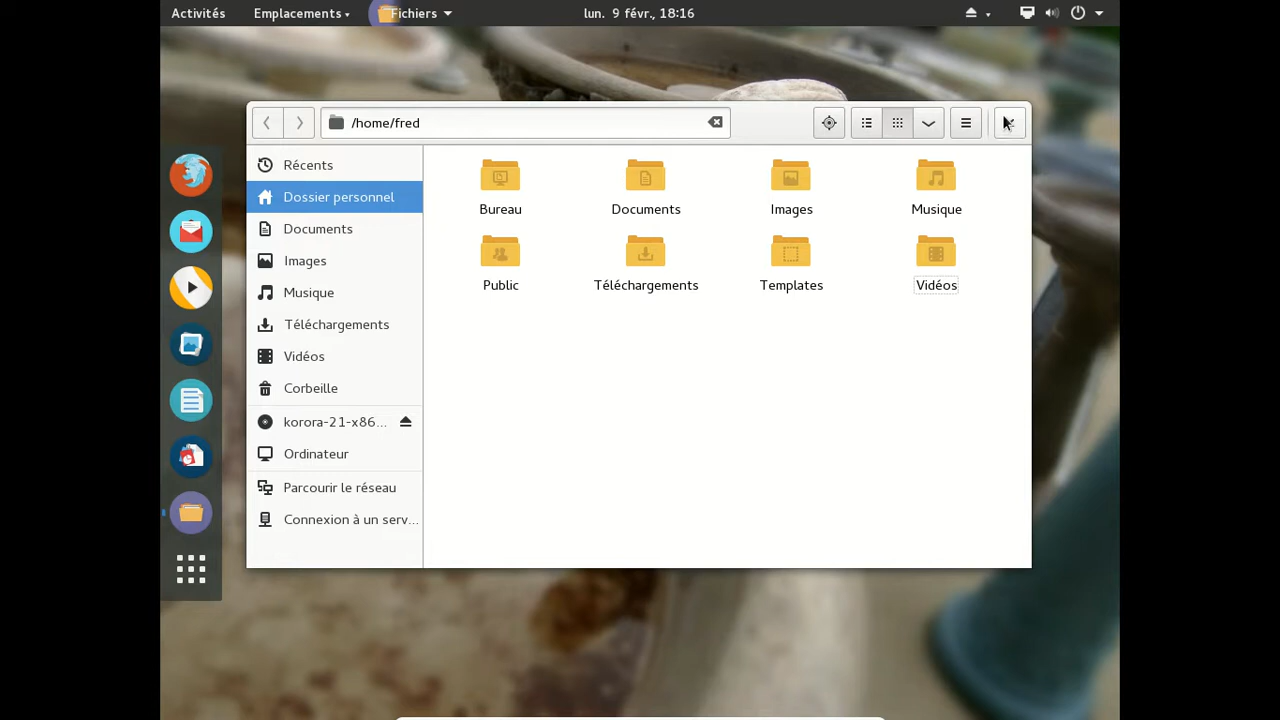 Activités
Emplacements
Fichiers
lun. 9 févr., 18:16
/home/fred
Récents
Dossier personnel
Documents
Images
Musique
Téléchargements
Vidéos
Corbeille
korora-21-x86...
Ordinateur
Parcourir le réseau
Connexion à un serv...
Bureau
Documents
Images
Musique
Public
Téléchargements
Templates
Vidéos